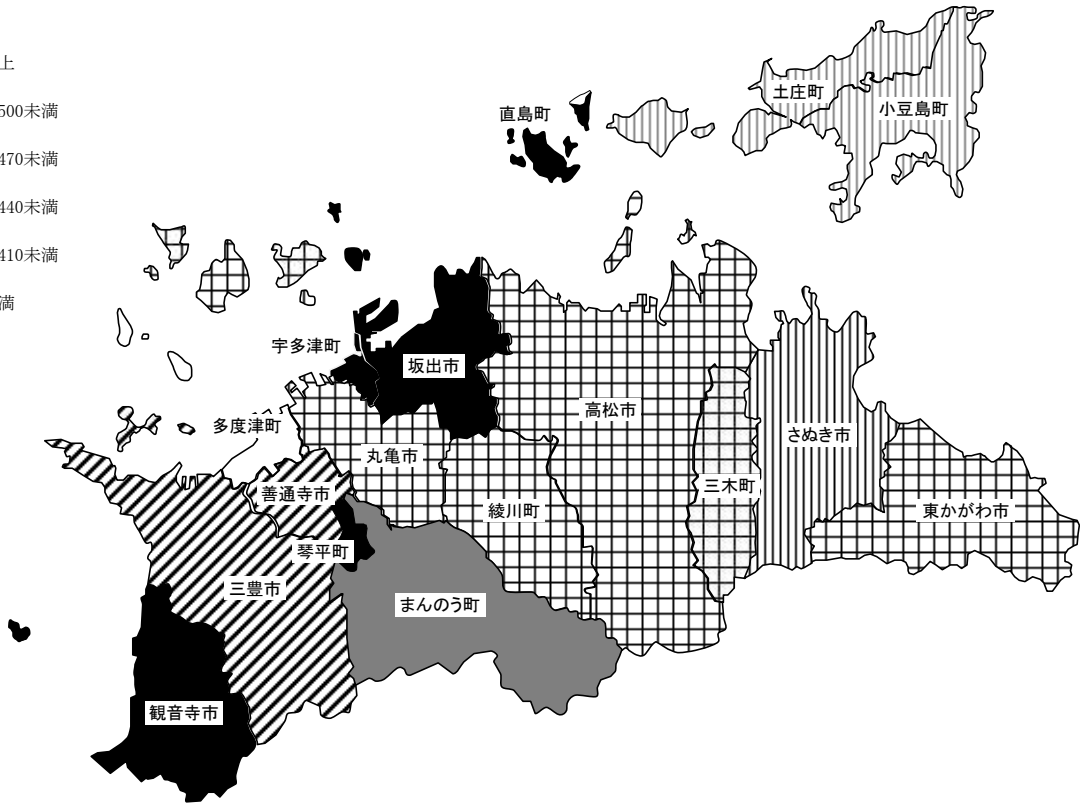 上
500未満
470未満
440未満
410未満
満
土庄町
小豆島町
直島町
宇多津町
坂出市
高松市
多度津町
丸亀市
さぬき市
善通寺市
三木町
綾川町
東かがわ市
琴平町
三豊市
まんのう町
観音寺市